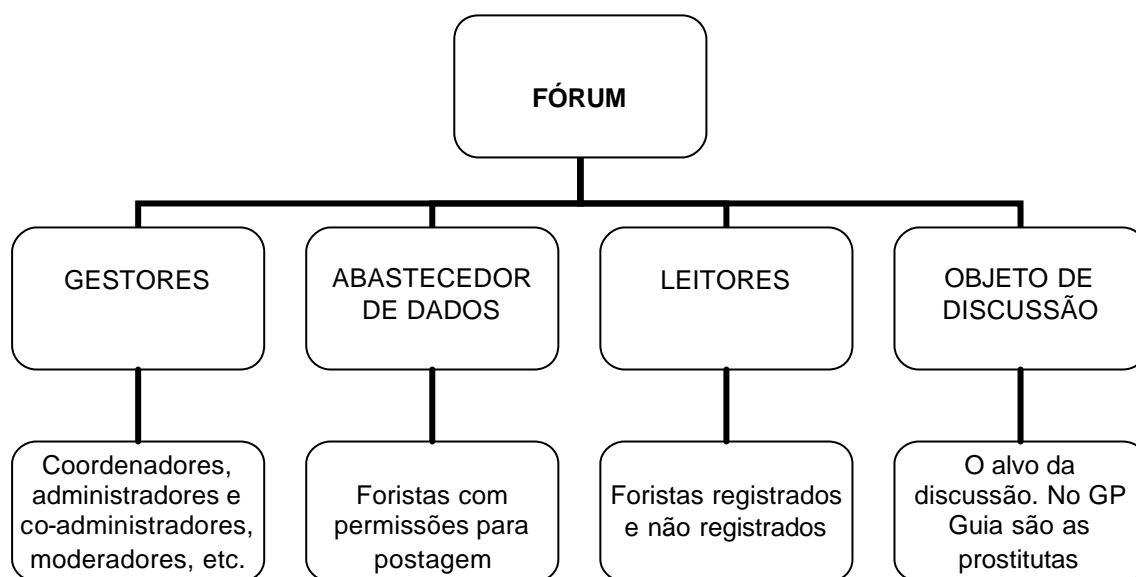 FÓRUM
GESTORES
ABASTECEDOR
DE DADOS
LEITORES
OBJETO DE
DISCUSSÃO
Coordenadores,
administradores e
co-administradores,
moderadores, etc.
Foristas com
permissões para
postagem
Foristas registrados
e não registrados
O alvo da
discussão. No GP
Guia são as
prostitutas